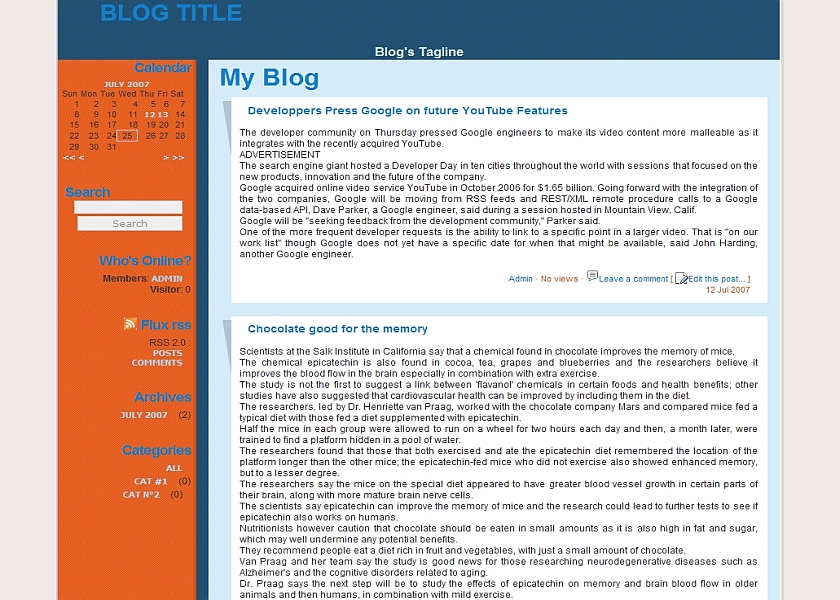 BLOG TITLE
Blog's Tagline
Calendar
JULY 2007
Sun Mon Tue Wed Thu Fri Sat
1 2 3 4 5 6 7
8 9 10 11 12 13 14
15 16 17 18 19 20 21
22 23 24 25 26 27 28
29 30 31
<< < > >>
Search
Search
Who's Online?
Members: ADMIN
Visitor: 0
Flux rss
RSS 2.0 :
POSTS
COMMENTS
Archives
JULY 2007 (2)
Categories
ALL
CAT #1 (0)
CAT N°2 (0)
My Blog
Developpers Press Google on future YouTube Features
The developer community on Thursday pressed Google engineers to make its video content more malleable as it
integrates with the recently acquired YouTube.
ADVERTISEMENT
The search engine giant hosted a Developer Day in ten cities throughout the world with sessions that focused on the
new products, innovation and the future of the company.
Google acquired online video service YouTube in October 2006 for $1.65 billion. Going forward with the integration of
the two companies, Google will be moving from RSS feeds and REST/XML remote procedure calls to a Google
data-based API, Dave Parker, a Google engineer, said during a session hosted in Mountain View, Calif.
Google will be "seeking feedback from the development community," Parker said.
One of the more frequent developer requests is the ability to link to a specific point in a larger video. That is "on our
work list" though Google does not yet have a specific date for when that might be available, said John Harding,
another Google engineer.
Admin · No views · Leave a comment [ Edit this post... ]
12 Jul 2007
Chocolate good for the memory
Scientists at the Salk Institute in California say that a chemical found in chocolate improves the memory of mice.
The chemical epicatechin is also found in cocoa, tea, grapes and blueberries and the researchers believe it
improves the blood flow in the brain especially in combination with extra exercise.
The study is not the first to suggest a link between 'flavanol' chemicals in certain foods and health benefits; other
studies have also suggested that cardiovascular health can be improved by including them in the diet.
The researchers, led by Dr. Henriette van Praag, worked with the chocolate company Mars and compared mice fed a
typical diet with those fed a diet supplemented with epicatechin.
Half the mice in each group were allowed to run on a wheel for two hours each day and then, a month later, were
trained to find a platform hidden in a pool of water.
The researchers found that those that both exercised and ate the epicatechin diet remembered the location of the
platform longer than the other mice; the epicatechin-fed mice who did not exercise also showed enhanced memory,
but to a lesser degree.
The researchers say the mice on the special diet appeared to have greater blood vessel growth in certain parts of
their brain, along with more mature brain nerve cells.
The scientists say epicatechin can improve the memory of mice and the research could lead to further tests to see if
epicatechin also works on humans.
Nutritionists however caution that chocolate should be eaten in small amounts as it is also high in fat and sugar,
which may well undermine any potential benefits.
They recommend people eat a diet rich in fruit and vegetables, with just a small amount of chocolate.
Van Praag and her team say the study is good news for those researching neurodegenerative diseases such as
Alzheimer's and the cognitive disorders related to aging.
Dr. Praag says the next step will be to study the effects of epicatechin on memory and brain blood flow in older
animals and then humans, in combination with mild exercise.